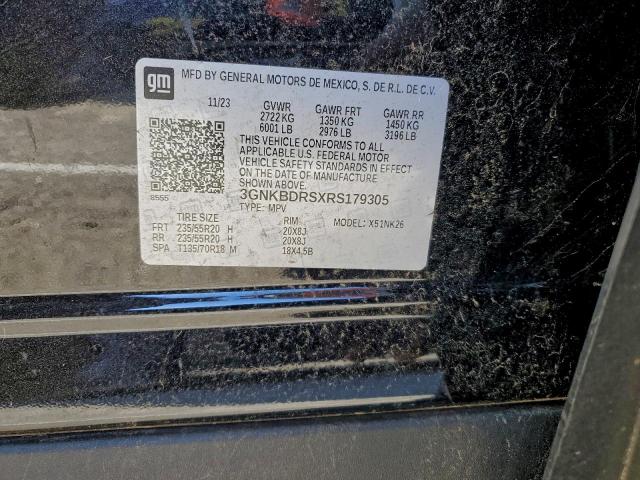 gm
MFD BY GENERAL MOTORS DE MEXICO, S. DE R.L. DE C.V.
11/23 GVWR GAWR FRT GAWR RR
2722 KG 1350 KG 1450 KG
6001 LB 2976 LB 3196 LB
THIS VEHICLE CONFORMS TO ALL
APPLICABLE U.S. FEDERAL MOTOR
VEHICLE SAFETY STANDARDS IN EFFECT
ON THE DATE OF MANUFACTURE
SHOWN ABOVE.
8555 3GNKBDRSXRS179305
TYPE: MPV MODEL: X51NK26
TIRE SIZE RIM
FRT 235/55R20 H 20X8J
RR 235/55R20 H 20X8J
SPA T135/70R18 M 18X4.5B